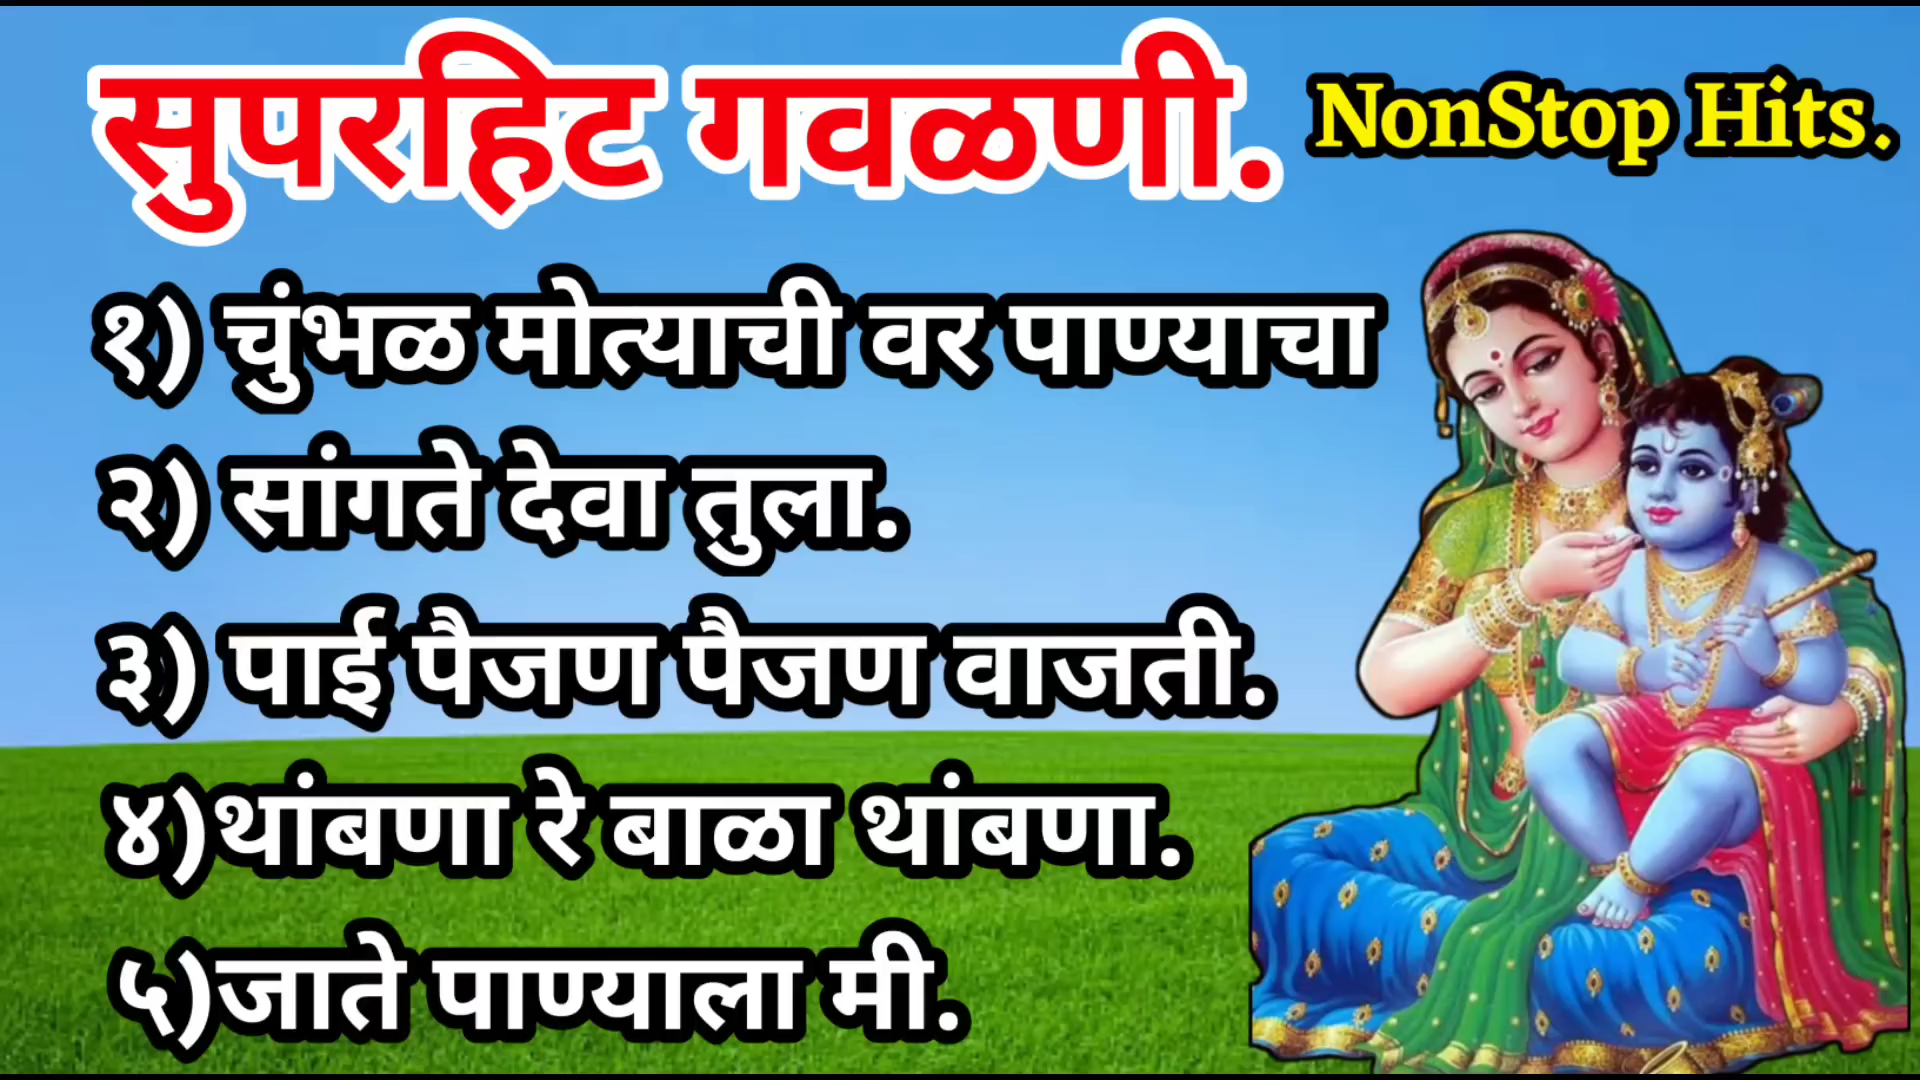 सुपरहिट गवळणी. NonStop Hits.
१) चुंभळ मोत्याची वर पाण्याचा
२) सांगते देवा तुला.
३) पाई पैजण पैजण वाजती.
४)थांबणा रे बाळा थांबणा.
५)जाते पाण्याला मी.